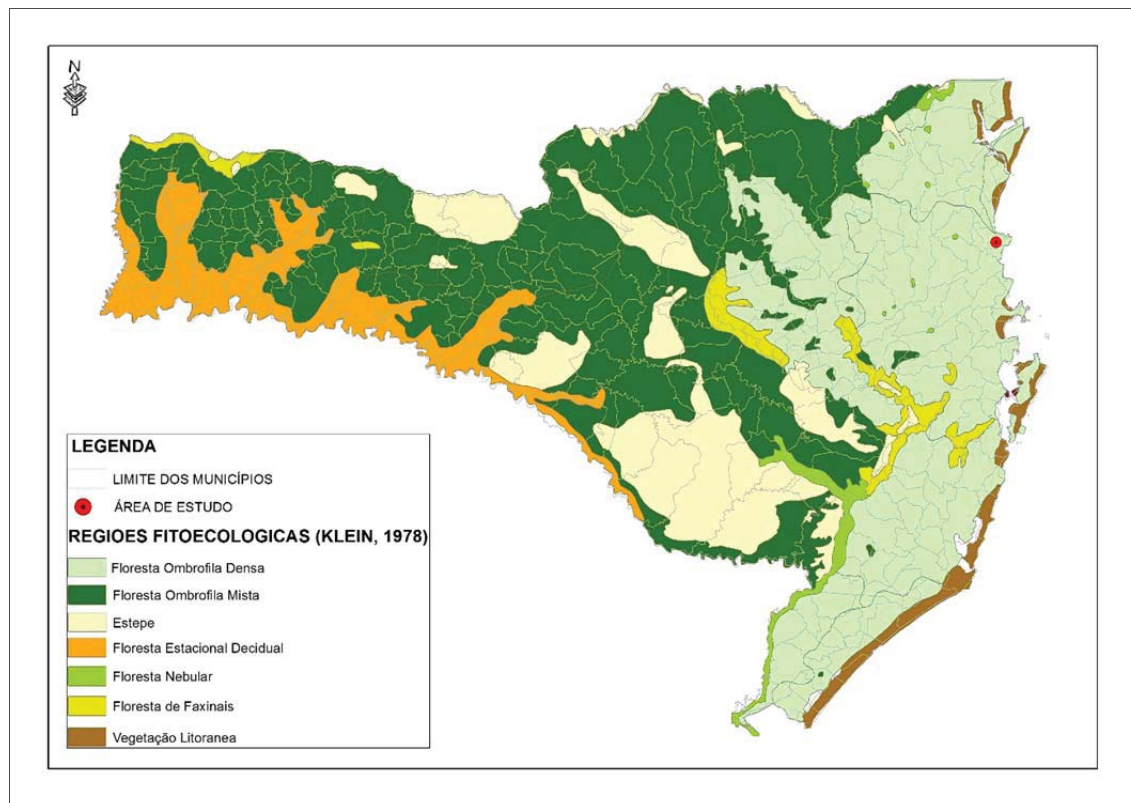 N
LEGENDA
LIMITE DOS MUNICÍPIOS
ÁREA DE ESTUDO
REGIOES FITOECOLOGICAS (KLEIN, 1978)
Floresta Ombrofila Densa
Floresta Ombrofila Mista
Estepe
Floresta Estacional Decidual
Floresta Nebular
Floresta de Faxinais
Vegetação Litoranea